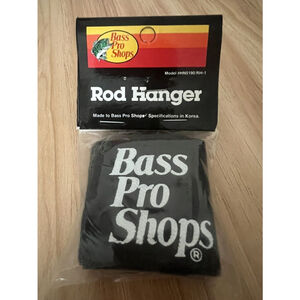 Bass
Pro
Shops
Model #HN5190 RH-1
Rod Hanger
Made to Bass Pro Shops® Specifications in Korea.
Bass
Pro
Shops®